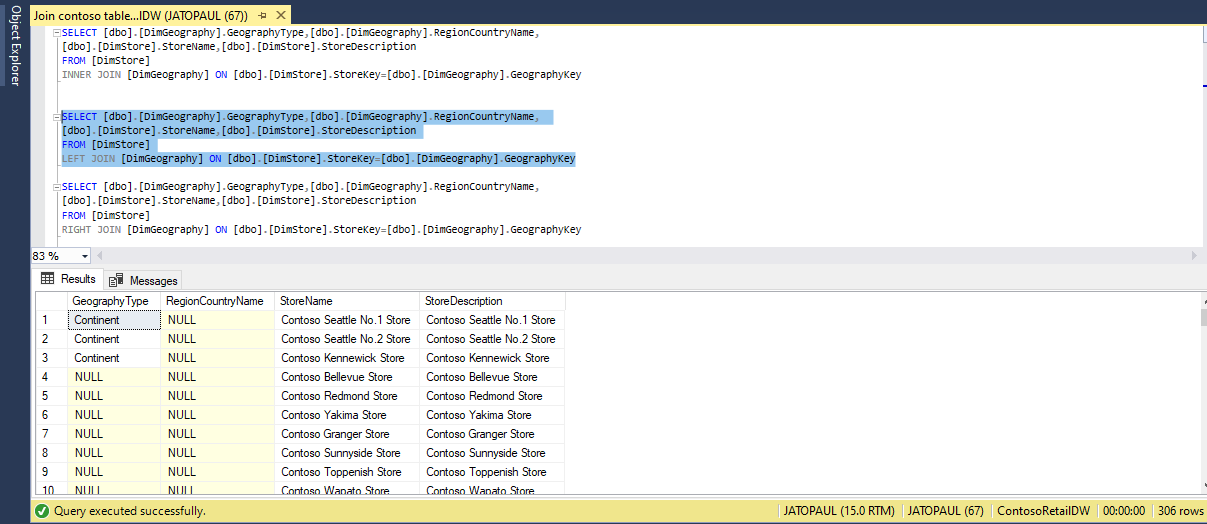 Object Explorer
Join contoso table...IDW (JATOPAUL (67))
SELECT [dbo].[DimGeography].GeographyType,[dbo].[DimGeography].RegionCountryName,
[dbo].[DimStore].StoreName,[dbo].[DimStore].StoreDescription
FROM [DimStore]
INNER JOIN [DimGeography] ON [dbo].[DimStore].StoreKey=[dbo].[DimGeography].GeographyKey
SELECT [dbo].[DimGeography].GeographyType,[dbo].[DimGeography].RegionCountryName,
[dbo].[DimStore].StoreName,[dbo].[DimStore].StoreDescription
FROM [DimStore]
LEFT JOIN [DimGeography] ON [dbo].[DimStore].StoreKey=[dbo].[DimGeography].GeographyKey
SELECT [dbo].[DimGeography].GeographyType,[dbo].[DimGeography].RegionCountryName,
[dbo].[DimStore].StoreName,[dbo].[DimStore].StoreDescription
FROM [DimStore]
RIGHT JOIN [DimGeography] ON [dbo].[DimStore].StoreKey=[dbo].[DimGeography].GeographyKey
83 %
Results Messages
GeographyType RegionCountryName StoreName StoreDescription
1 Continent NULL Contoso Seattle No.1 Store Contoso Seattle No.1 Store
2 Continent NULL Contoso Seattle No.2 Store Contoso Seattle No.2 Store
3 Continent NULL Contoso Kennewick Store Contoso Kennewick Store
4 NULL NULL Contoso Bellevue Store Contoso Bellevue Store
5 NULL NULL Contoso Redmond Store Contoso Redmond Store
6 NULL NULL Contoso Yakima Store Contoso Yakima Store
7 NULL NULL Contoso Granger Store Contoso Granger Store
8 NULL NULL Contoso Sunnyside Store Contoso Sunnyside Store
9 NULL NULL Contoso Toppenish Store Contoso Toppenish Store
10 NULL NULL Contoso Wapato Store Contoso Wapato Store
Query executed successfully. JATOPAUL (15.0 RTM) JATOPAUL (67) ContosoRetailDW 00:00:00 306 rows